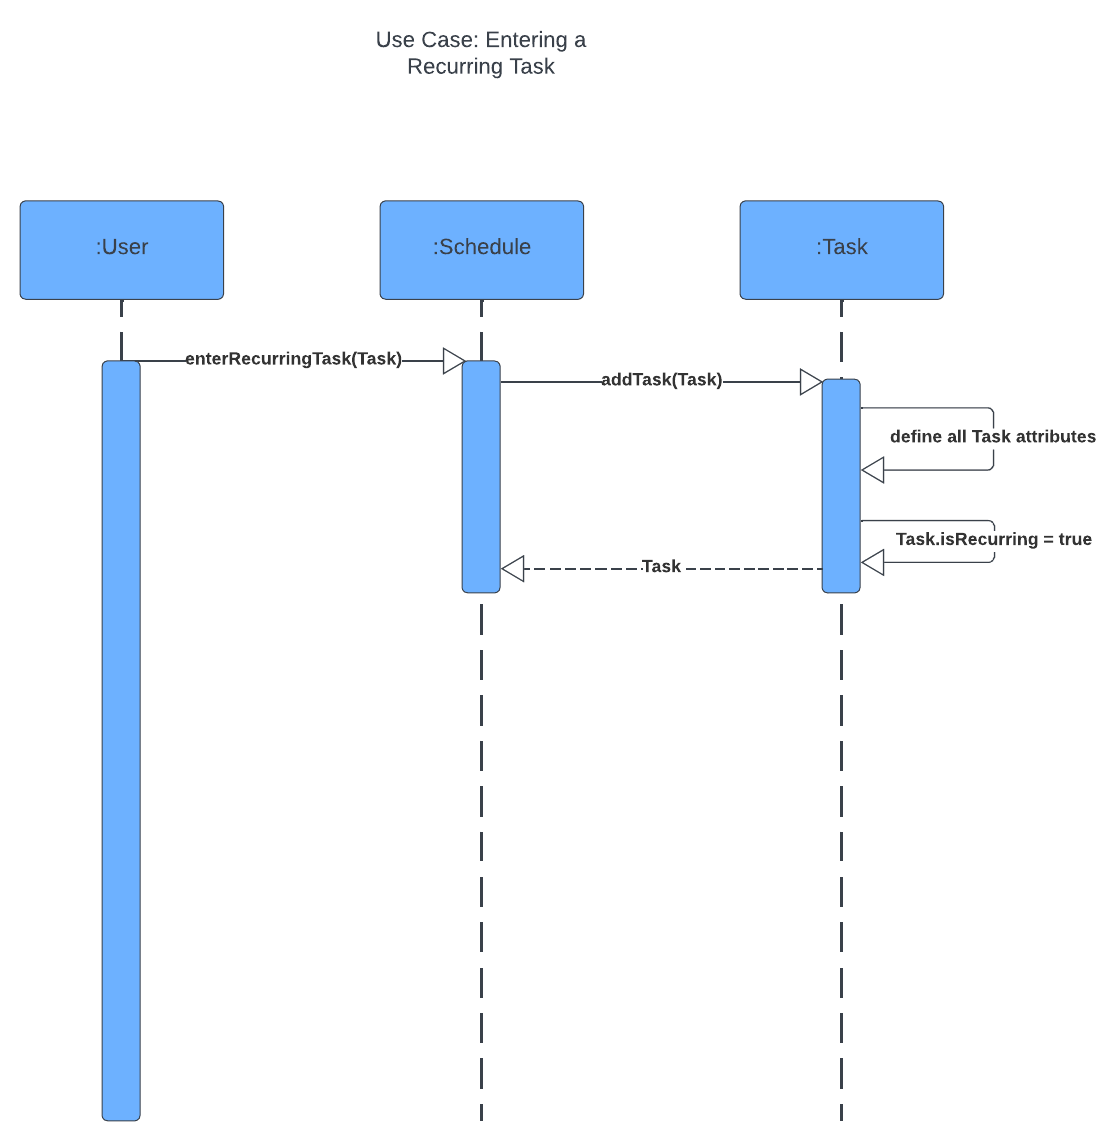 Use Case: Entering a
Recurring Task
:User
:Schedule
:Task
enterRecurringTask(Task)
addTask(Task)
define all Task attributes
Task.isRecurring = true
Task